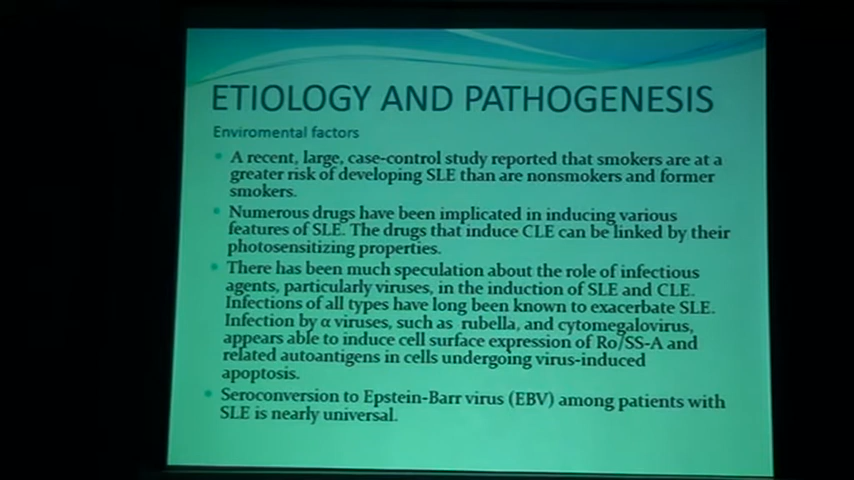 ETIOLOGY AND PATHOGENESIS
Enviromental factors
A recent, large, case-control study reported that smokers are at a
greater risk of developing SLE than are nonsmokers and former
smokers.
Numerous drugs have been implicated in inducing various
features of SLE. The drugs that induce CLE can be linked by their
photosensitizing properties.
There has been much speculation about the role of infectious
agents, particularly viruses, in the induction of SLE and CLE.
Infections of all types have long been known to exacerbate SLE.
Infection by α viruses, such as rubella, and cytomegalovirus,
appears able to induce cell surface expression of Ro/SS-A and
related autoantigens in cells undergoing virus-induced
apoptosis.
Seroconversion to Epstein-Barr virus (EBV) among patients with
SLE is nearly universal.